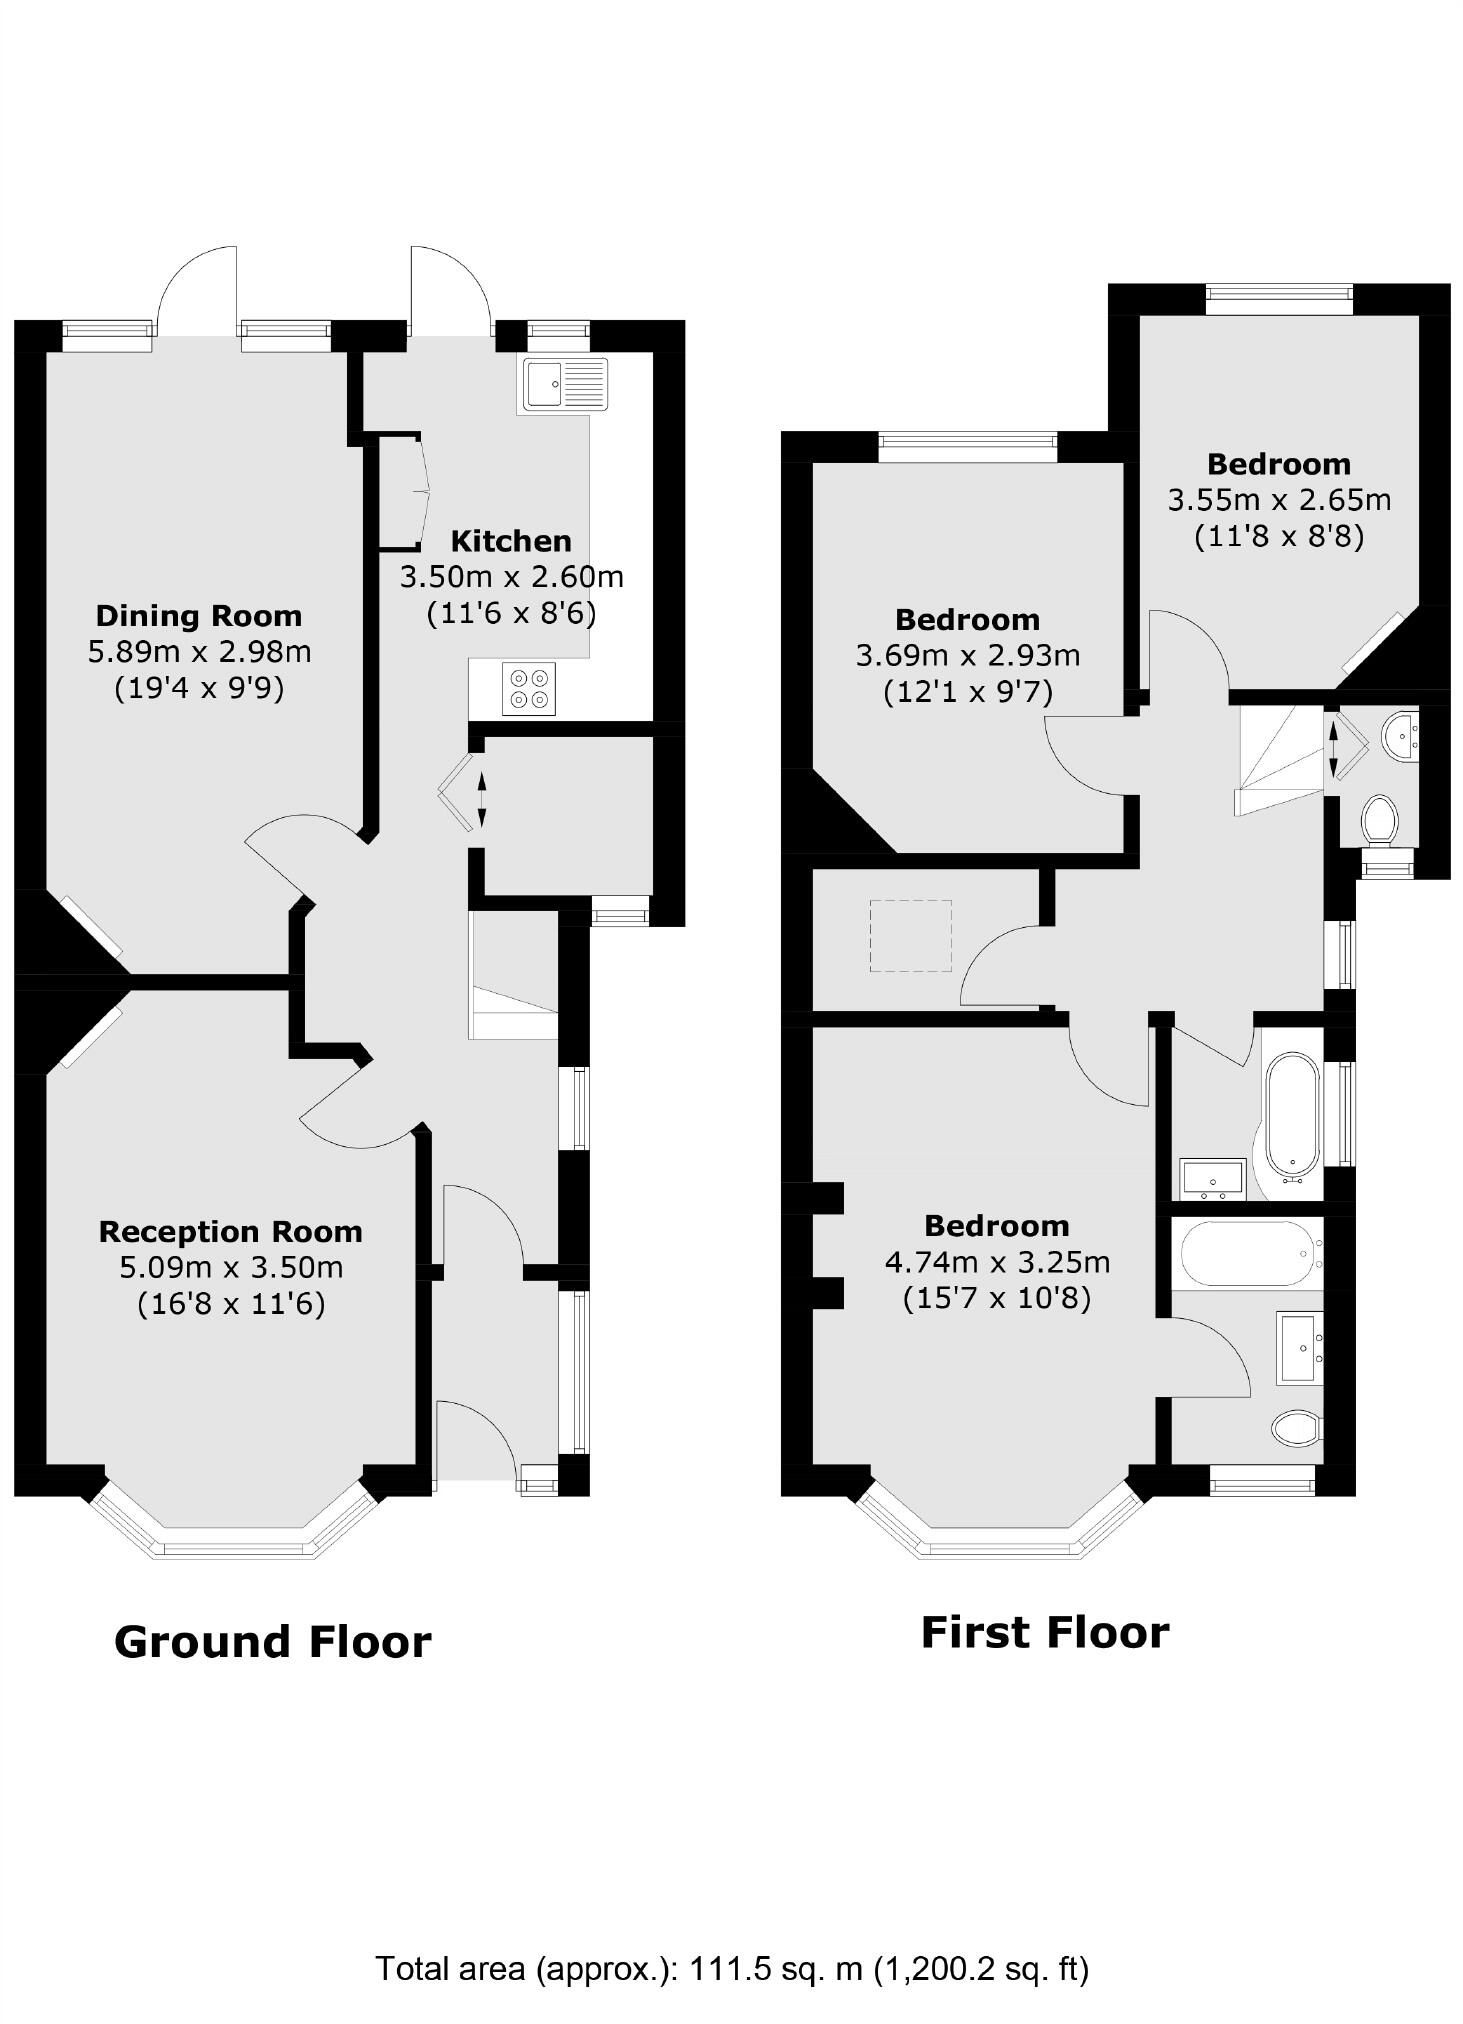 Bedroom
3.55m x 2.65m
(11'8 x 8'8)
Kitchen
3.50m x 2.60m
(11'6 x 8'6)
Dining Room
5.89m x 2.98m
(19'4 x 9'9)
Bedroom
3.69m x 2.93m
(12'1 x 9'7)
Reception Room
5.09m x 3.50m
(16'8 x 11'6)
Bedroom
4.74m x 3.25m
(15'7 x 10'8)
Ground Floor
First Floor
Total area (approx.): 111.5 sq. m (1,200.2 sq. ft)